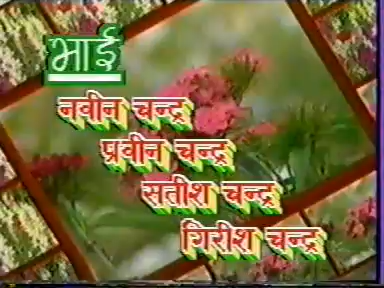 भाई
नवीन चन्द्र
प्रवीन चन्द्र
सतीश चन्द्र
गिरीश चन्द्र